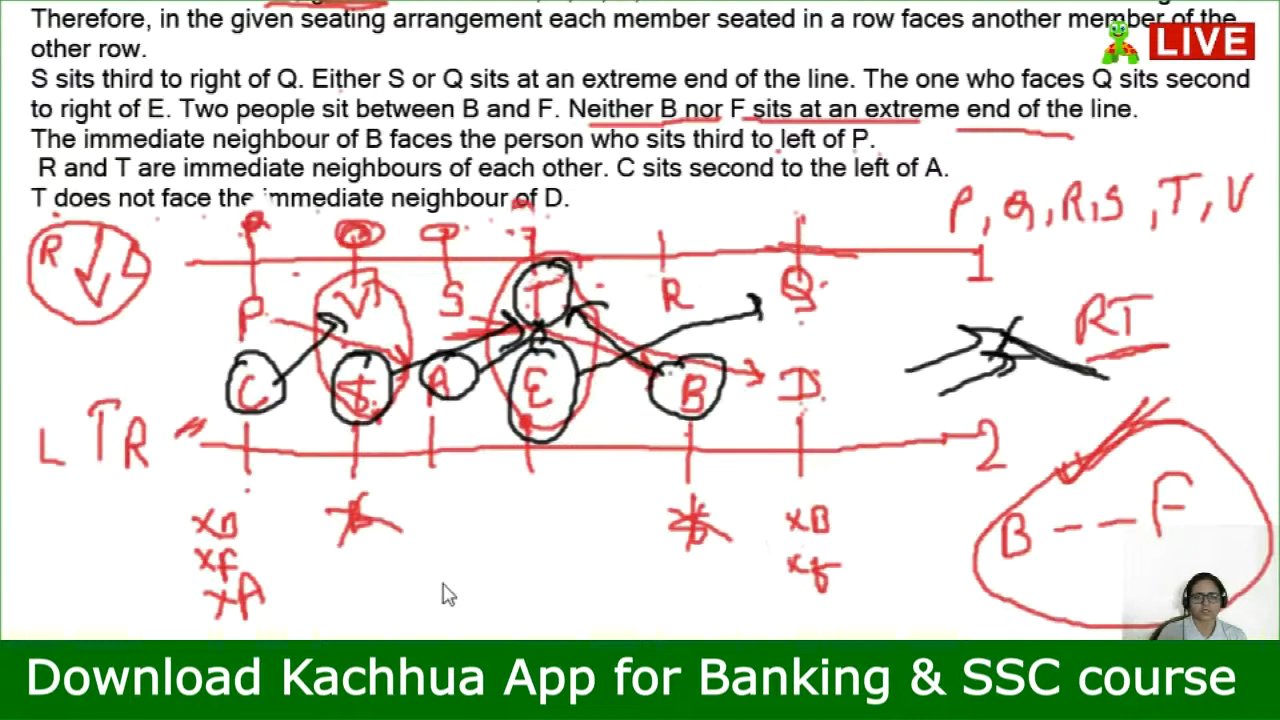 Therefore, in the given seating arrangement each member seated in a row faces another member of the
other row.
LIVE
S sits third to right of Q. Either S or Q sits at an extreme end of the line. The one who faces Q sits second
to right of E. Two people sit between B and F. Neither B nor F sits at an extreme end of the line.
The immediate neighbour of B faces the person who sits third to left of P.
R and T are immediate neighbours of each other. C sits second to the left of A.
T does not face the immediate neighbour of D.
P, Q, R, S, T, V
R L
1
P V S T R Q
RT
C A E B D
L R
2
xB xB
xf xf
xA
B - - F
Download Kachhua App for Banking & SSC course